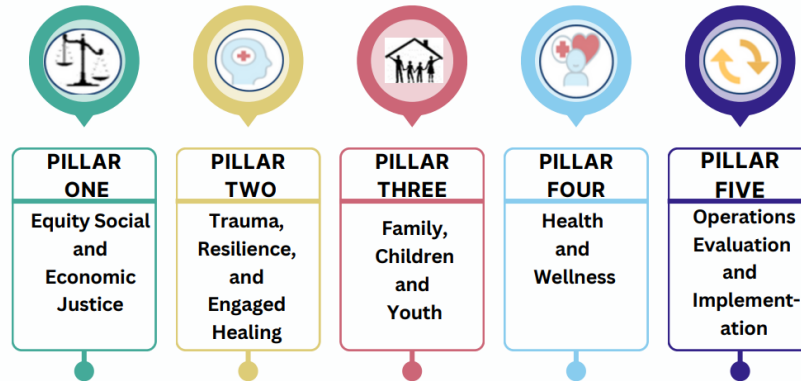 PILLAR
ONE
Equity Social
and
Economic
Justice
PILLAR
TWO
Trauma,
Resilience,
and
Engaged
Healing
PILLAR
THREE
Family,
Children
and
Youth
PILLAR
FOUR
Health
and
Wellness
PILLAR
FIVE
Operations
Evaluation
and
Implement-
ation